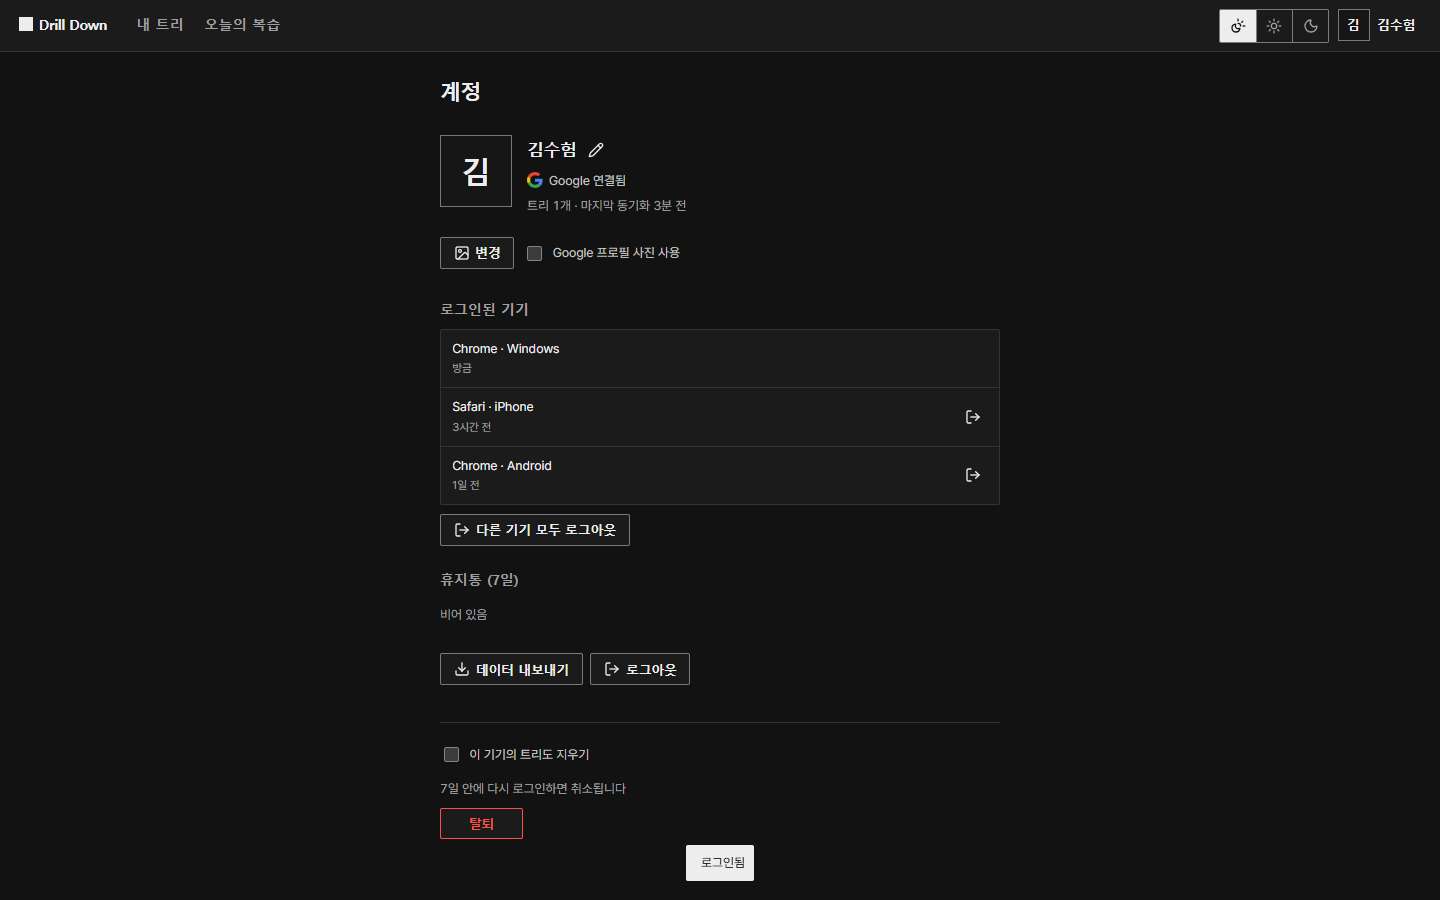 Drill Down 내 트리 오늘의 복습 김 김수험
계정
김
김수험
Google 연결됨
트리 1개 · 마지막 동기화 3분 전
변경 Google 프로필 사진 사용
로그인된 기기
Chrome · Windows
방금
Safari · iPhone
3시간 전
Chrome · Android
1일 전
다른 기기 모두 로그아웃
휴지통 (7일)
비어 있음
데이터 내보내기 로그아웃
이 기기의 트리도 지우기
7일 안에 다시 로그인하면 취소됩니다
탈퇴
로그인됨